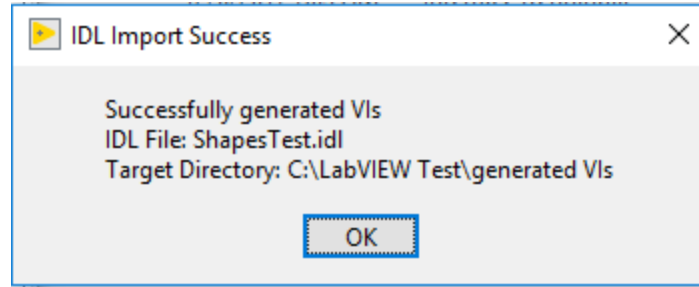 IDL Import Success
Successfully generated VIs
IDL File: ShapesTest.idl
Target Directory: C:\LabVIEW Test\generated VIs
OK